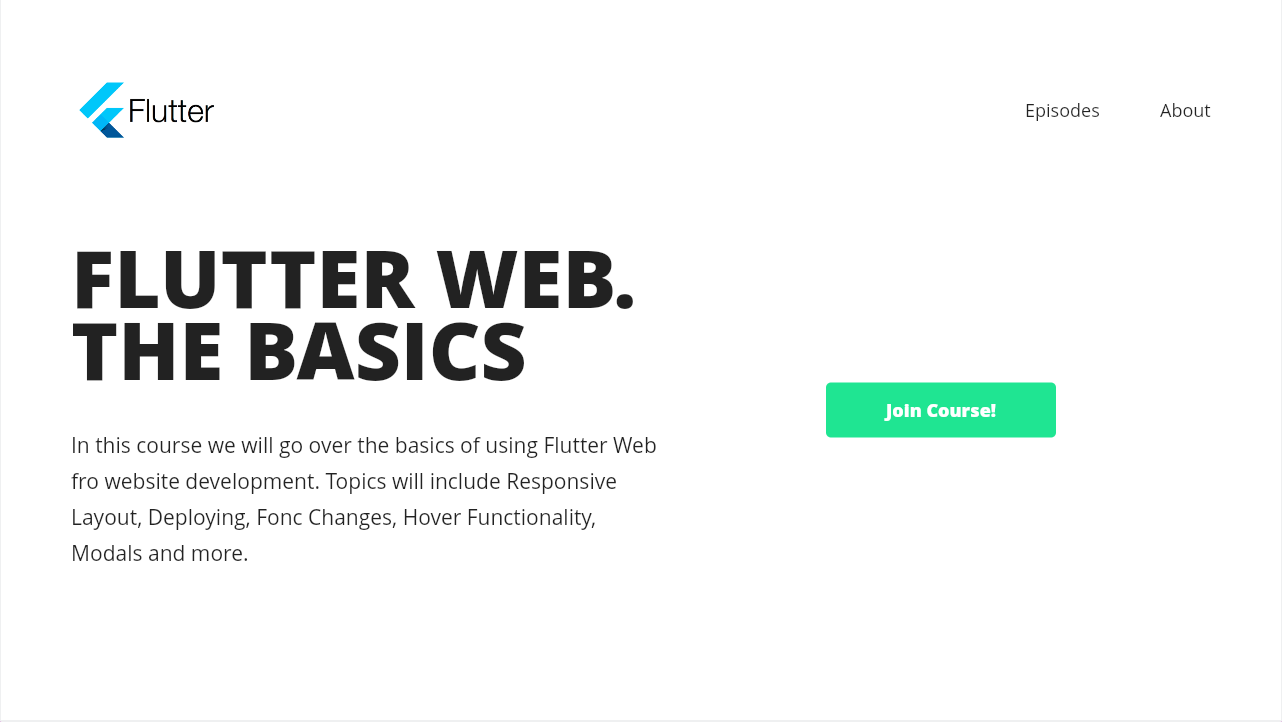 Flutter
Episodes
About
FLUTTER WEB.
THE BASICS
In this course we will go over the basics of using Flutter Web
fro website development. Topics will include Responsive
Layout, Deploying, Fonc Changes, Hover Functionality,
Modals and more.
Join Course!